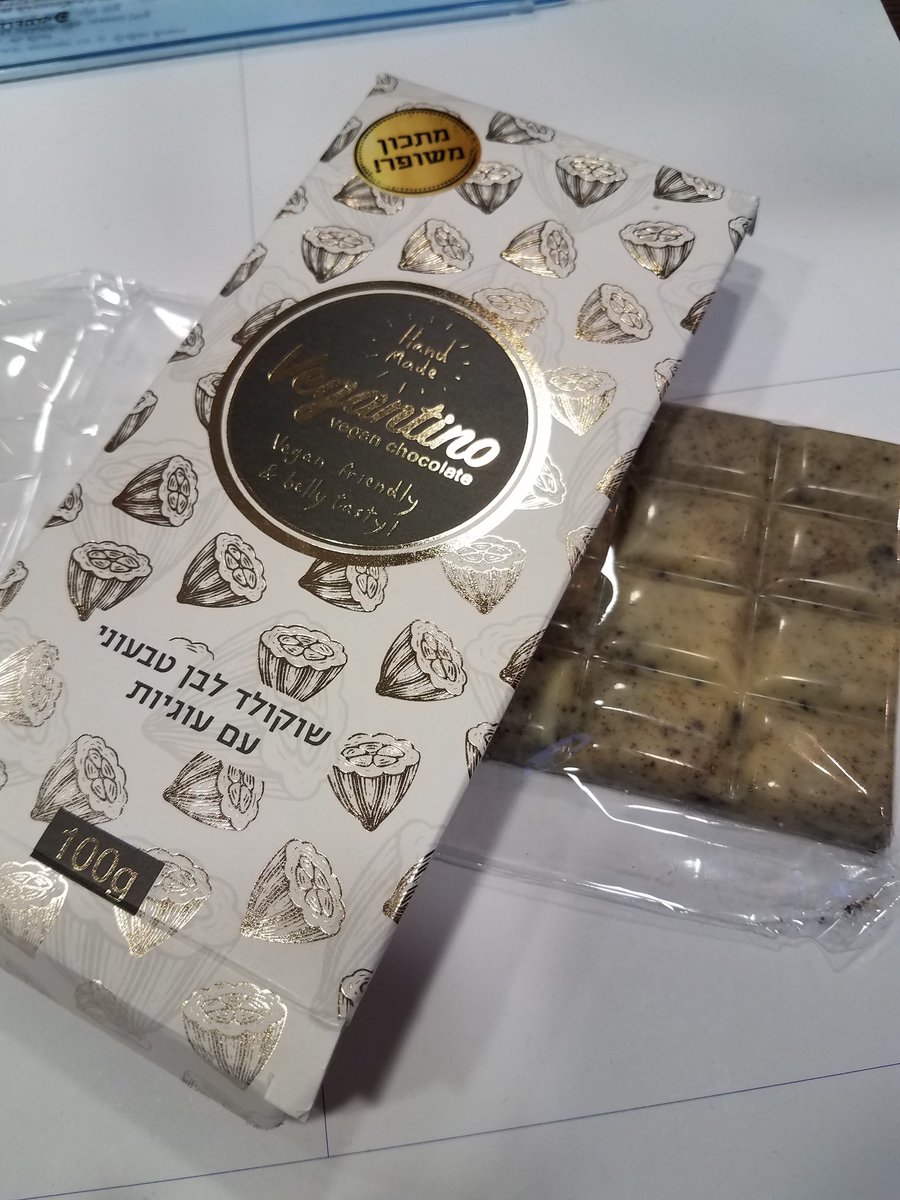 מתכון
משופר!
Hand
Made
Vegantino
vegan chocolate
Vegan friendly
& belly tasty!
שוקולד לבן טבעוני
עם עוגיות
100g